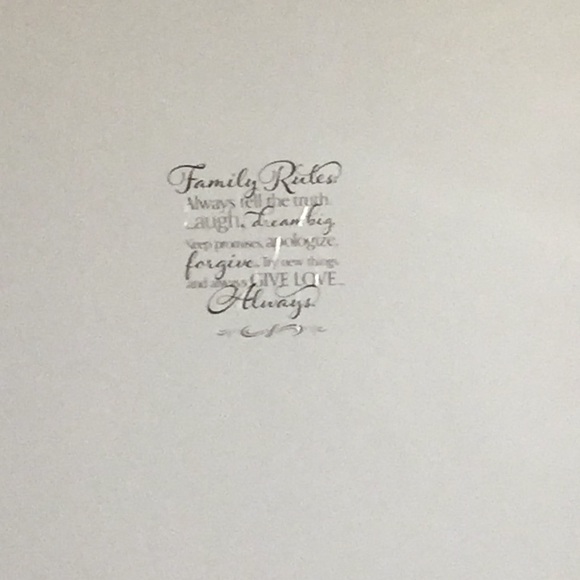 Family Rules
Always tell the truth.
Laugh, dream big,
Keep promises, apologize,
forgive. Try new things
and always GIVE LOVE...
Always